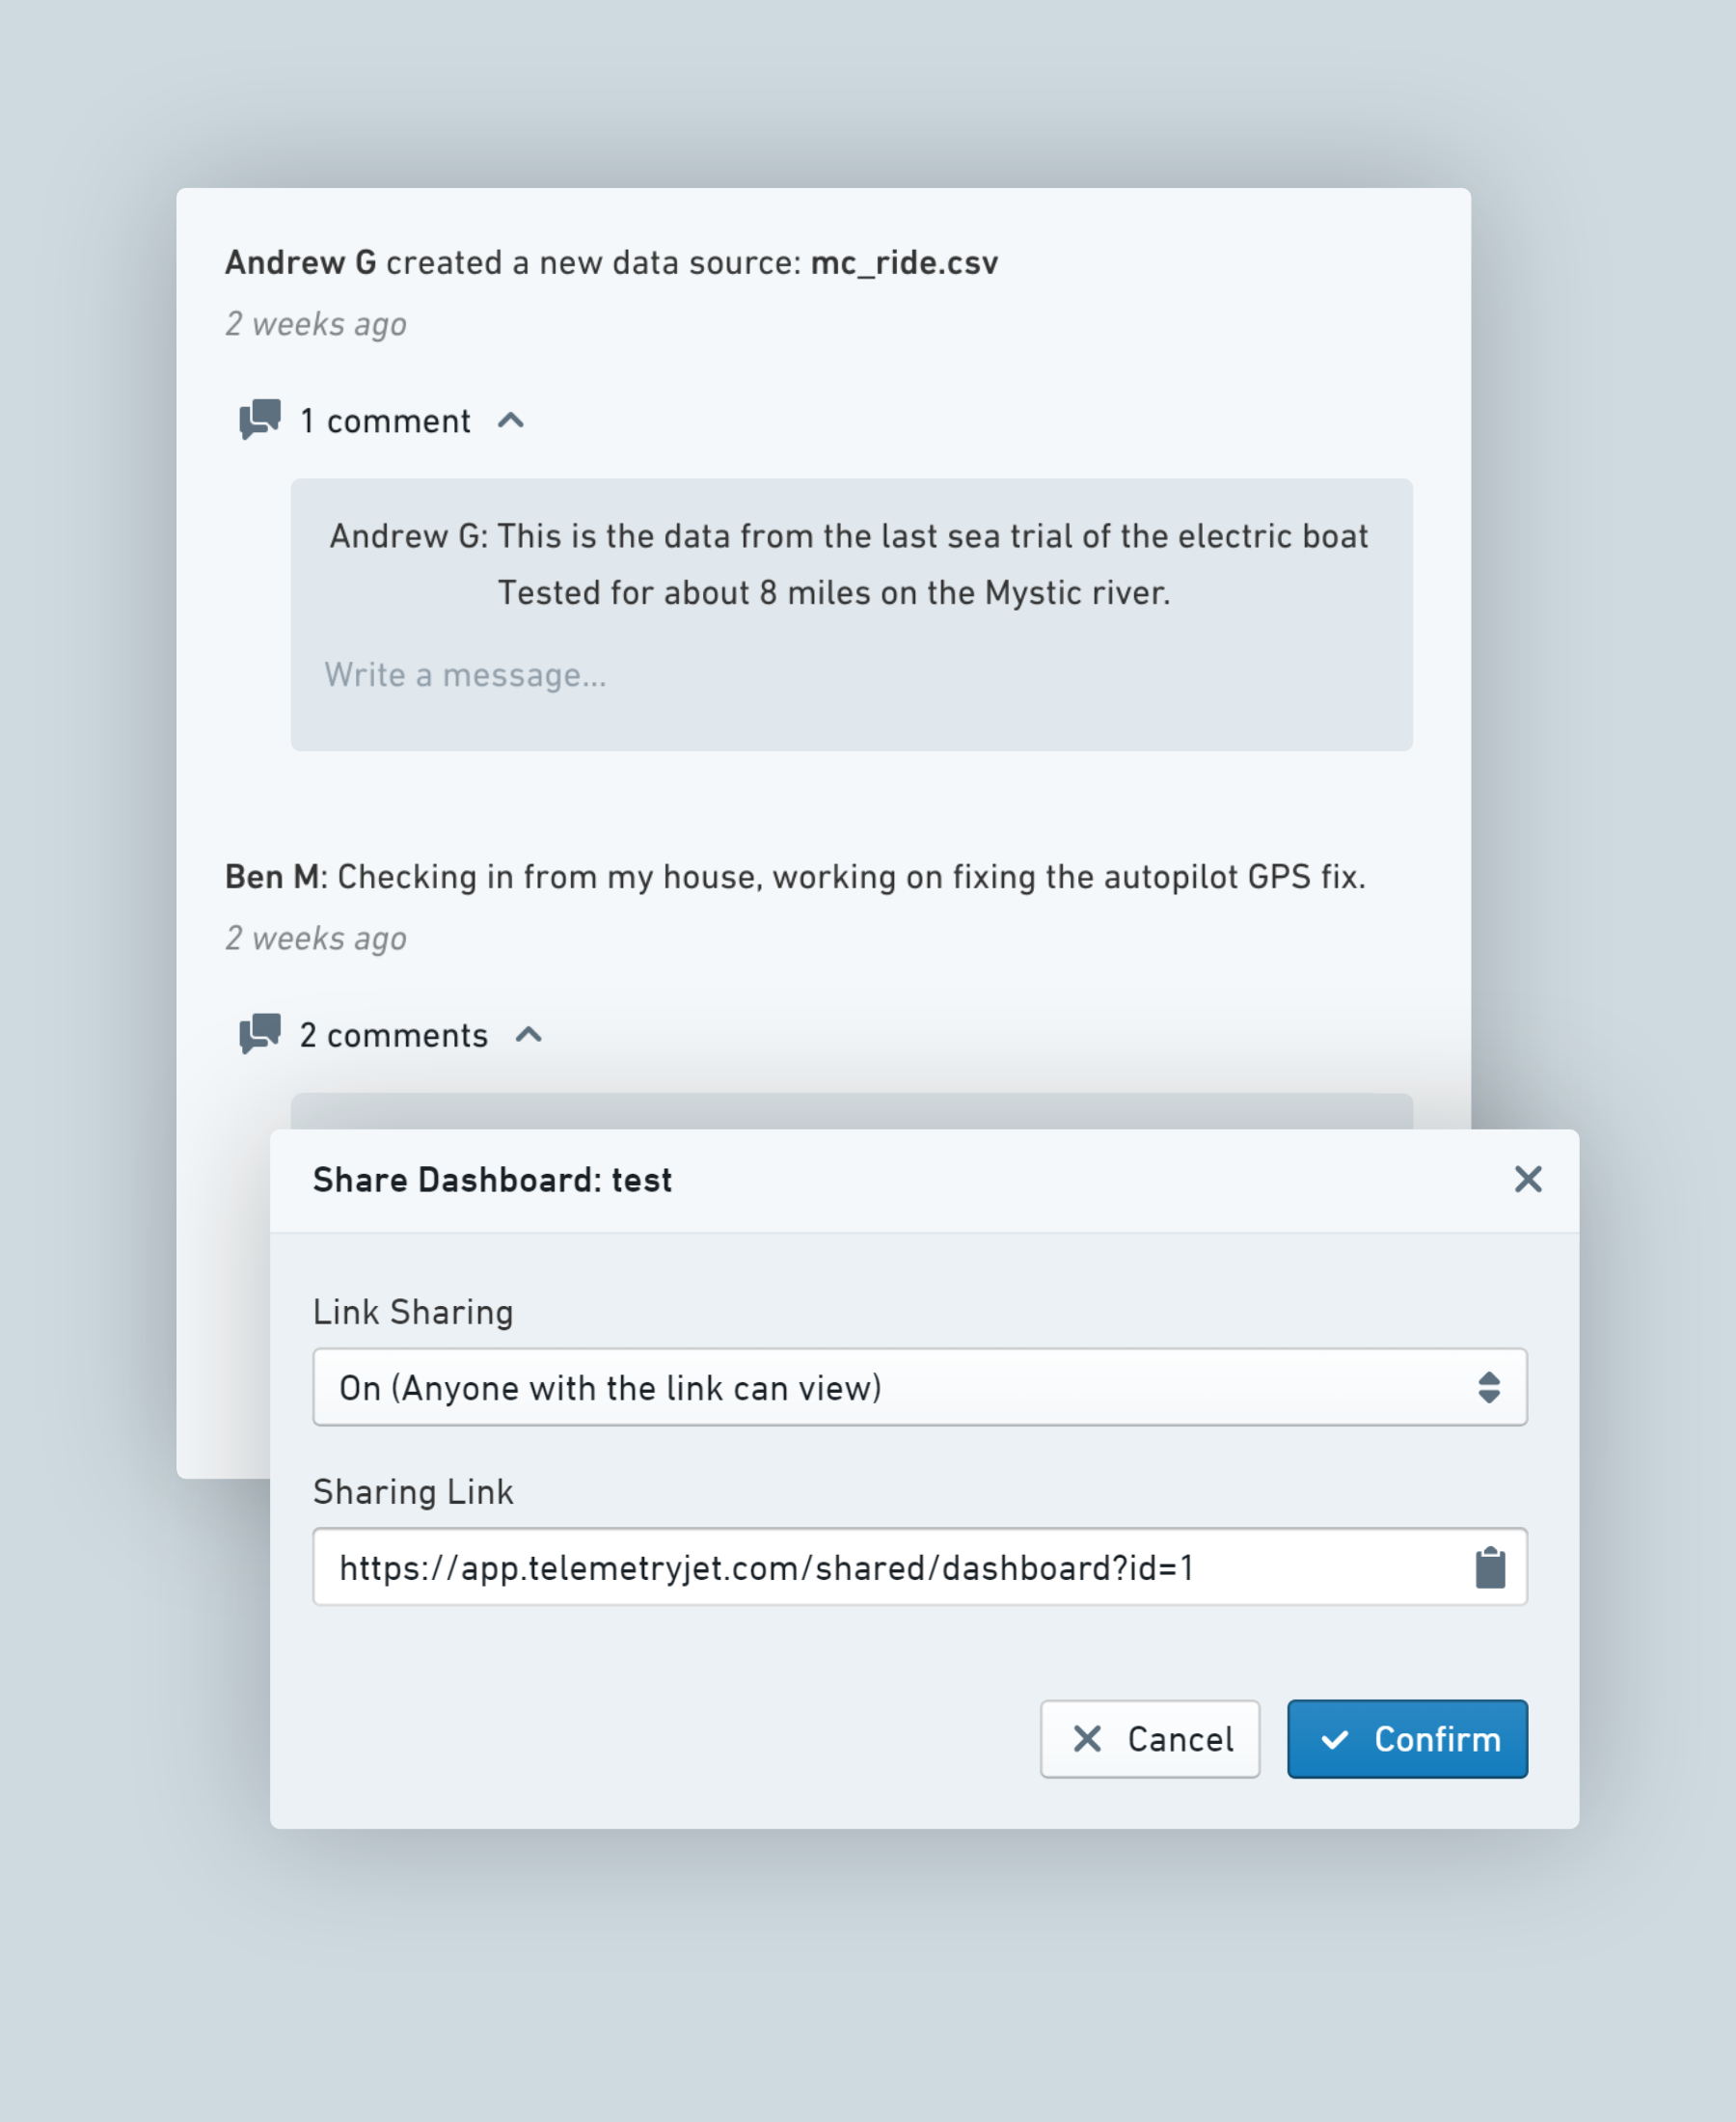 Andrew G created a new data source: mc_ride.csv
2 weeks ago
1 comment
Andrew G: This is the data from the last sea trial of the electric boat
Tested for about 8 miles on the Mystic river.
Write a message...
Ben M: Checking in from my house, working on fixing the autopilot GPS fix.
2 weeks ago
2 comments
Share Dashboard: test
Link Sharing
On (Anyone with the link can view)
Sharing Link
https://app.telemetryjet.com/shared/dashboard?id=1
Cancel
Confirm